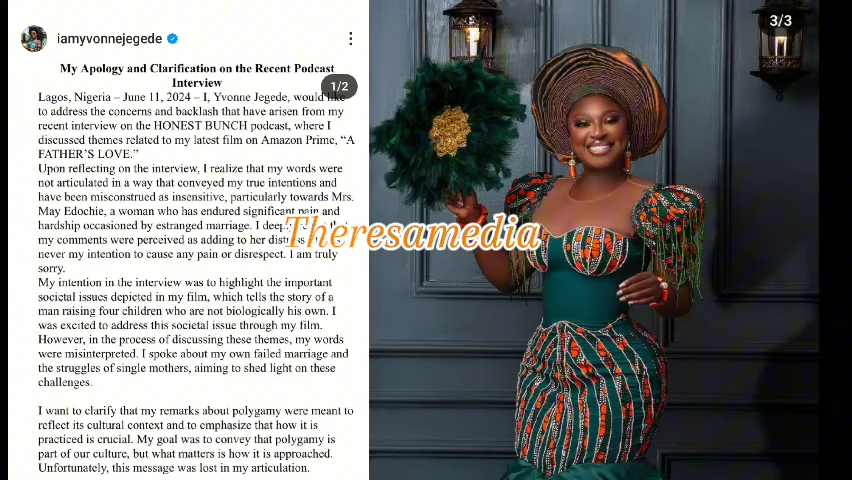 iamyvonnejegede
3/3
My Apology and Clarification on the Recent Podcast
Interview
1/2
Lagos, Nigeria – June 11, 2024 – I, Yvonne Jegede, would like
to address the concerns and backlash that have arisen from my
recent interview on the HONEST BUNCH podcast, where I
discussed themes related to my latest film on Amazon Prime, “A
FATHER’S LOVE.”
Upon reflecting on the interview, I realize that my words were
not articulated in a way that conveyed my true intentions and
have been misconstrued as insensitive, particularly towards Mrs.
May Edochie, a woman who has endured significant pain and
hardship occasioned by estranged marriage. I
Theresamedia
my comments were perceived as adding to her
never my intention to cause any pain or disrespect. I am truly
sorry.
My intention in the interview was to highlight the important
societal issues depicted in my film, which tells the story of a
man raising four children who are not biologically his own. I
was excited to address this societal issue through my film.
However, in the process of discussing these themes, my words
were misinterpreted. I spoke about my own failed marriage and
the struggles of single mothers, aiming to shed light on these
challenges.
I want to clarify that my remarks about polygamy were meant to
reflect its cultural context and to emphasize that how it is
practiced is crucial. My goal was to convey that polygamy is
part of our culture, but what matters is how it is approached.
Unfortunately, this message was lost in my articulation.